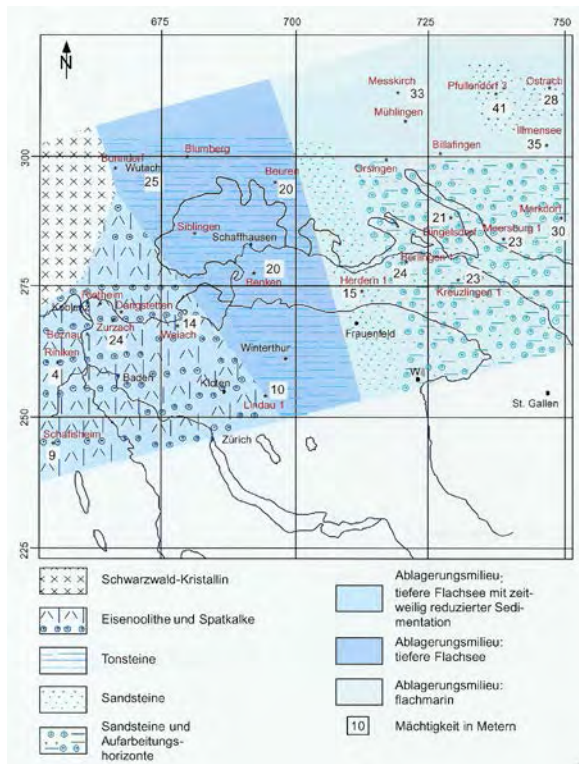 675 700 725 750
N
Messkirch 33
Pfullendorf 3 41
Ostrach 28
Mühlingen
Illmensee 35
300
Bonndorf
Wutach 25
Blumberg
Beuren 20
Orsingen
Billafingen
Siblingen
Schaffhausen
21
Dingelsdorf
Markdorf 30
Meersburg 1 23
275
Benken 20
Herdern 1 15
24
Kreuzlingen 1 23
Rietheim
Koblenz
Dangstetten
Zurzach 24
Weiach 14
Beznau
Riniken 4
Baden
Kloten
Winterthur
Frauenfeld
Wil
Lindau 1 10
St. Gallen
250
Schafisheim 9
Zürich
225
Schwarzwald-Kristallin
Eisenoolithe und Spatkalke
Tonsteine
Sandsteine
Sandsteine und
Aufarbeitungs-
horizonte
Ablagerungsmilieu:
tiefere Flachsee mit zeit-
weilig reduzierter Sedi-
mentation
Ablagerungsmilieu:
tiefere Flachsee
Ablagerungsmilieu:
flachmarin
10 Mächtigkeit in Metern